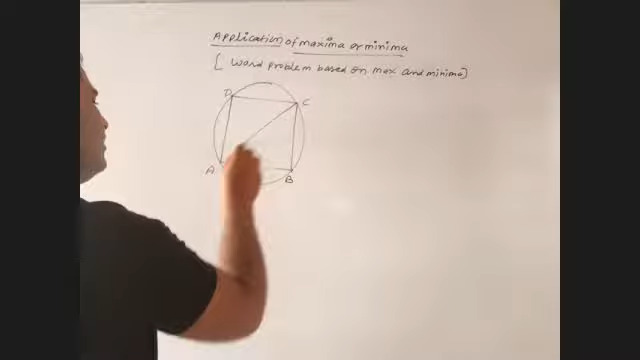 Application of maxima or minima
[ Word problem based on max and minima)
D
C
A
B